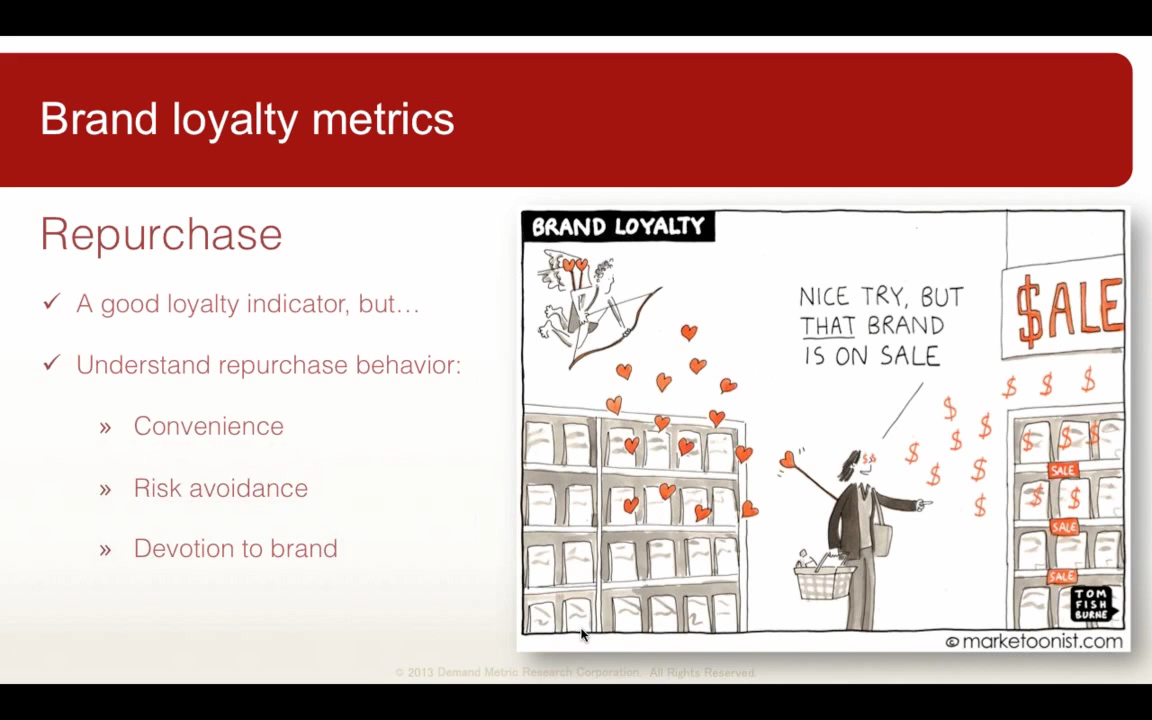 Brand loyalty metrics
Repurchase
✓ A good loyalty indicator, but…
✓ Understand repurchase behavior:
» Convenience
» Risk avoidance
» Devotion to brand
BRAND LOYALTY
NICE TRY, BUT
THAT BRAND
IS ON SALE
$ALE
SALE
SALE
SALE
TOM
FISH
BURNE
© marketoonist.com
© 2013 Demand Metric Research Corporation. All Rights Reserved.